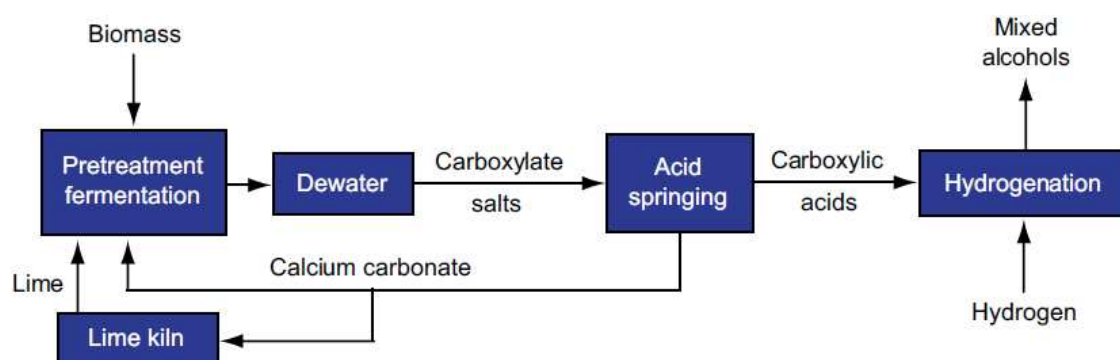 Biomass
Mixed
alcohols
Pretreatment
fermentation
Dewater
Carboxylate
salts
Acid
springing
Carboxylic
acids
Hydrogenation
Lime
Calcium carbonate
Hydrogen
Lime kiln